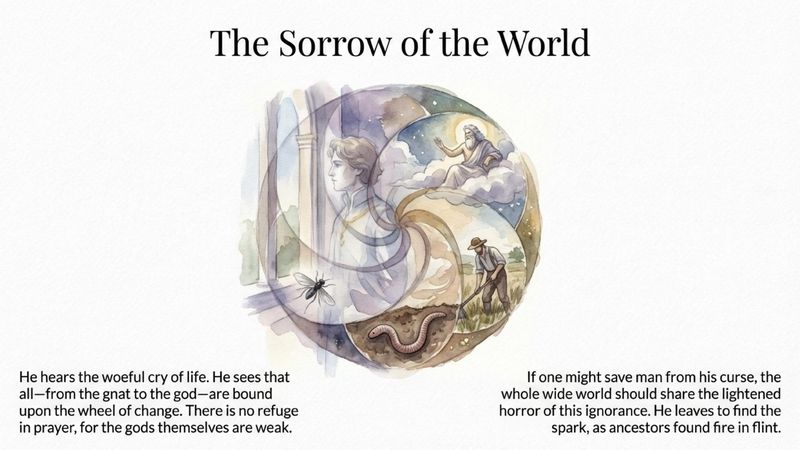 The Sorrow of the World
He hears the woeful cry of life. He sees that
all—from the gnat to the god—are bound
upon the wheel of change. There is no refuge
in prayer, for the gods themselves are weak.
If one might save man from his curse, the
whole wide world should share the lightened
horror of this ignorance. He leaves to find the
spark, as ancestors found fire in flint.